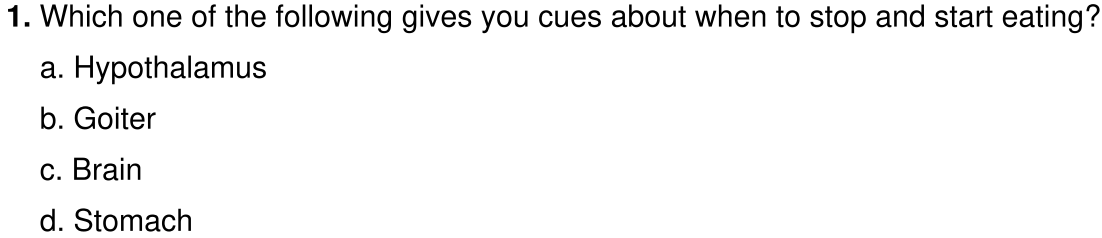 1. Which one of the following gives you cues about when to stop and start eating?
a. Hypothalamus
b. Goiter
c. Brain
d. Stomach